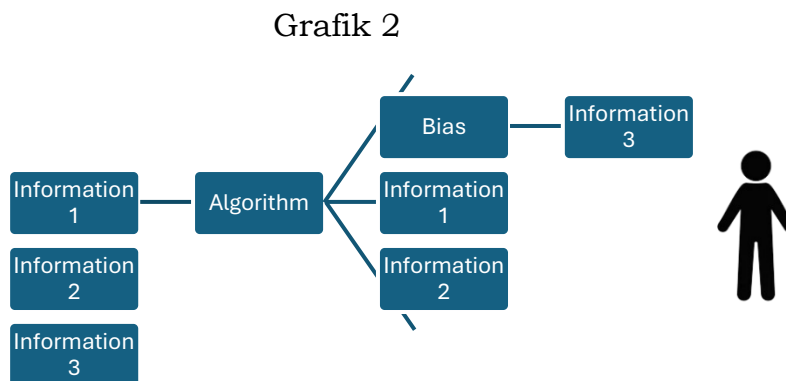 Grafik 2
Bias
Information
3
Information
1
Algorithm
Information
1
Information
2
Information
2
Information
3